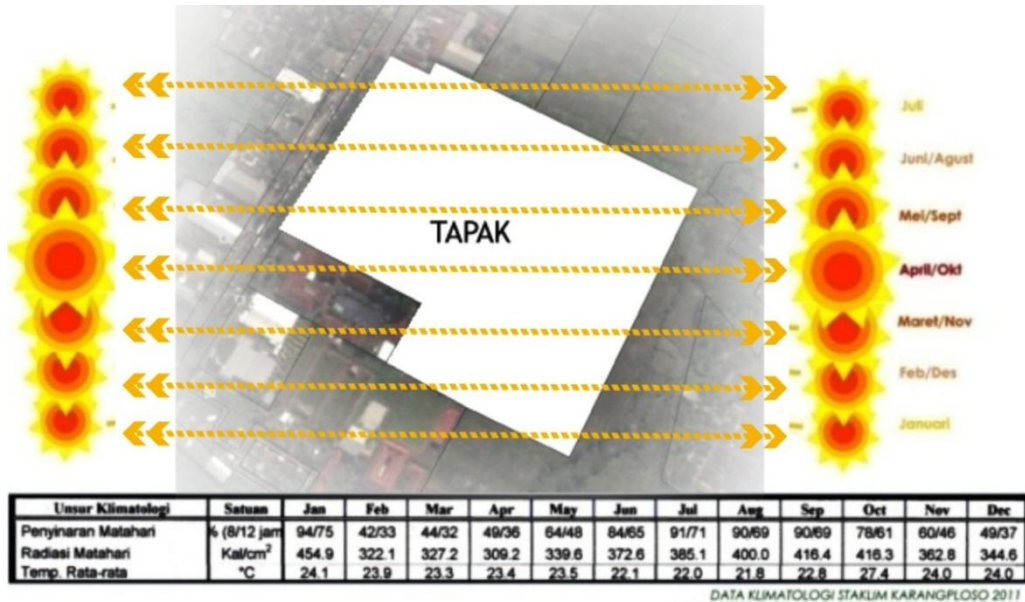 Juli
Juni/Agust
Mei/Sept
TAPAK
April/Okt
Maret/Nov
Feb/Des
Januari
Unsur Klimatologi Satuan Jan Feb Mar Apr May Jun Jul Aug Sep Oct Nov Dec
Penyinaran Matahari % (8/12 jam 94/75 42/33 44/32 49/36 64/48 84/65 91/71 90/69 90/69 78/61 60/46 49/37
Radiasi Matahari Kal/cm² 454.9 322.1 327.2 309.2 339.6 372.6 385.1 400.0 416.4 416.3 362.8 344.6
Temp. Rata-rata °C 24.1 23.9 23.3 23.4 23.5 22.1 22.0 21.8 22.8 27.4 24.0 24.0
DATA KLIMATOLOGI STAKLIM KARANGPLOSO 2011